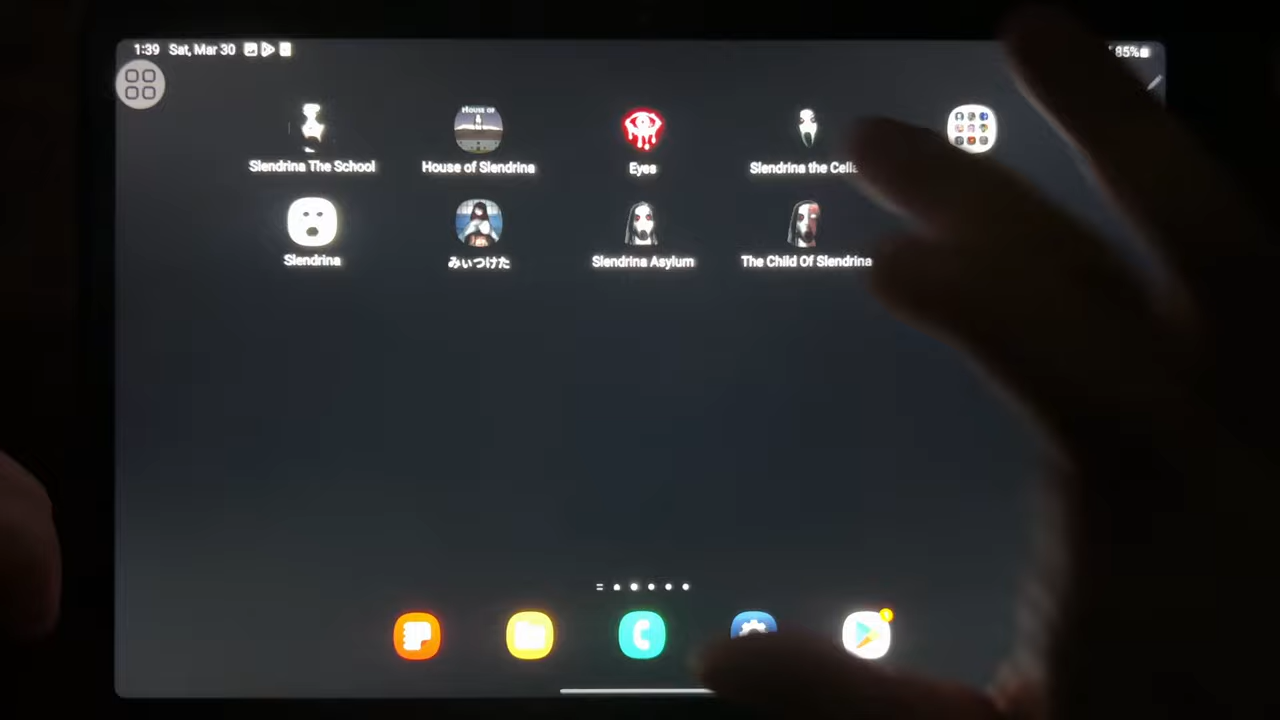 1:39 Sat, Mar 30
85%
Slendrina The School
House of Slendrina
Eyes
Slendrina the Cella
Slendrina
みぃつけた
Slendrina Asylum
The Child Of Slendrina